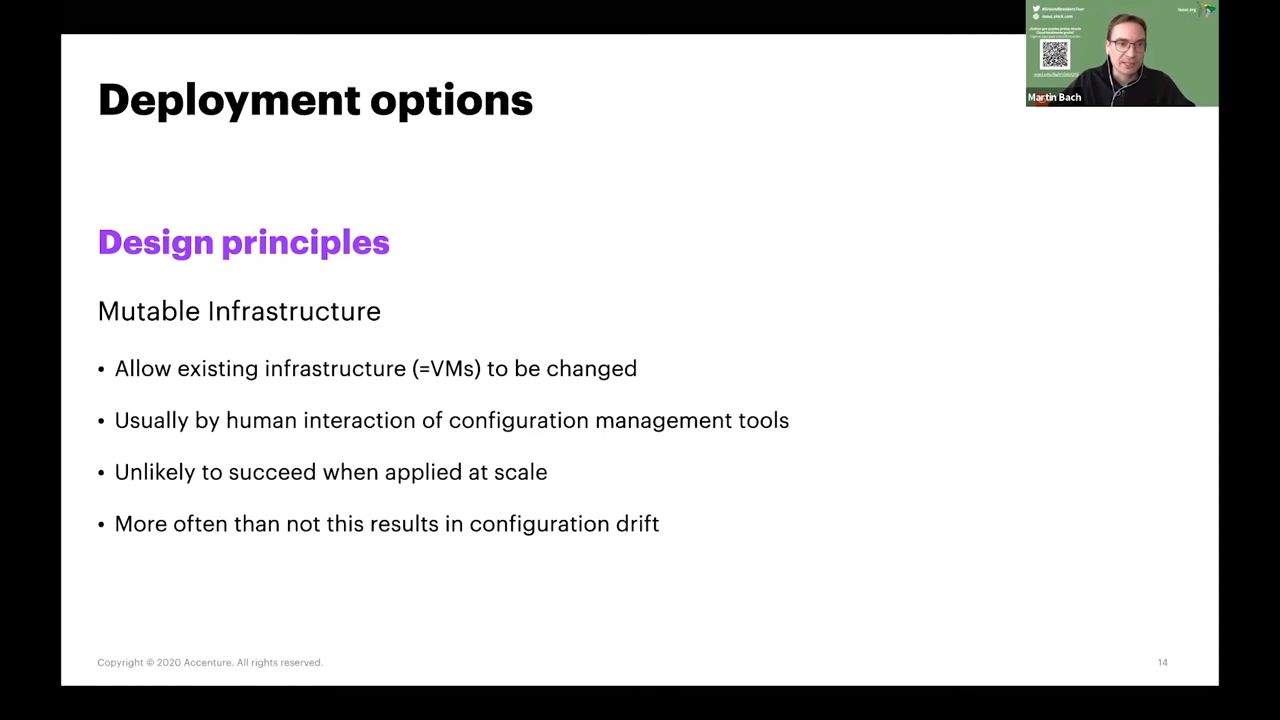 Deployment options
Design principles
Mutable Infrastructure
• Allow existing infrastructure (=VMs) to be changed
• Usually by human interaction of configuration management tools
• Unlikely to succeed when applied at scale
• More often than not this results in configuration drift
Copyright © 2020 Accenture. All rights reserved.
14
Martin Bach